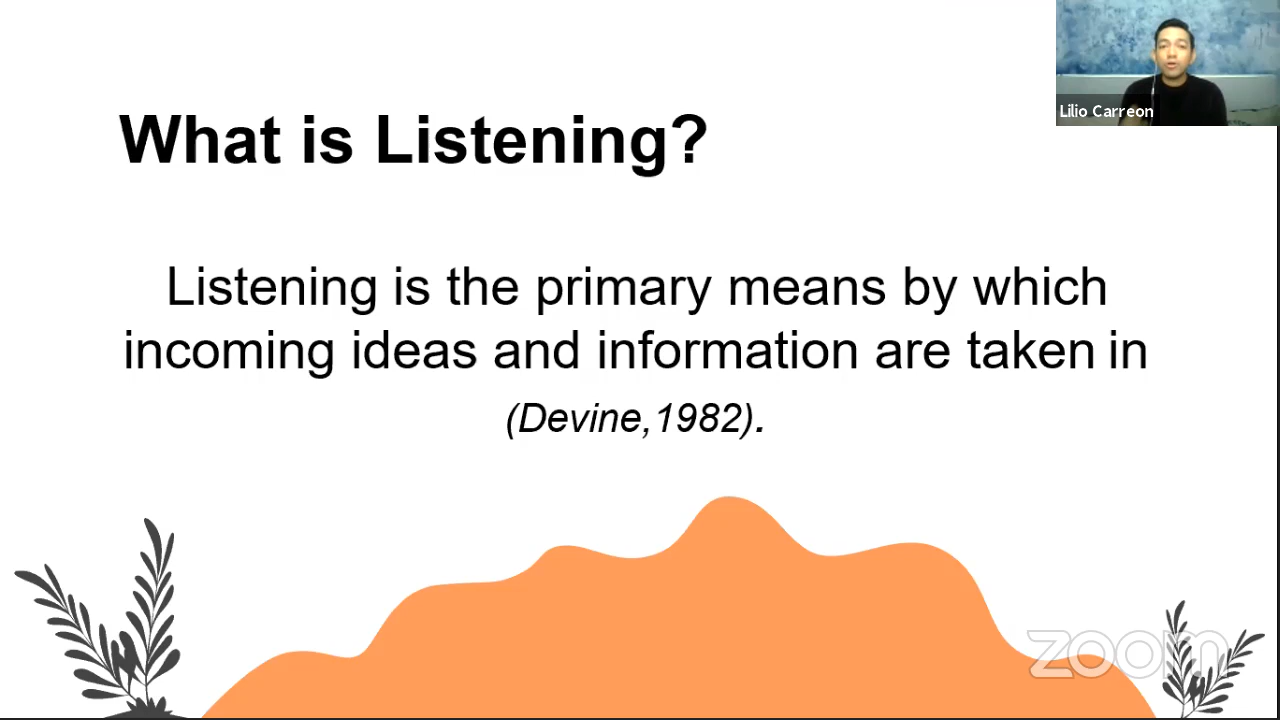 Lilio Carreon
What is Listening?
Listening is the primary means by which
incoming ideas and information are taken in
(Devine,1982).
zoom